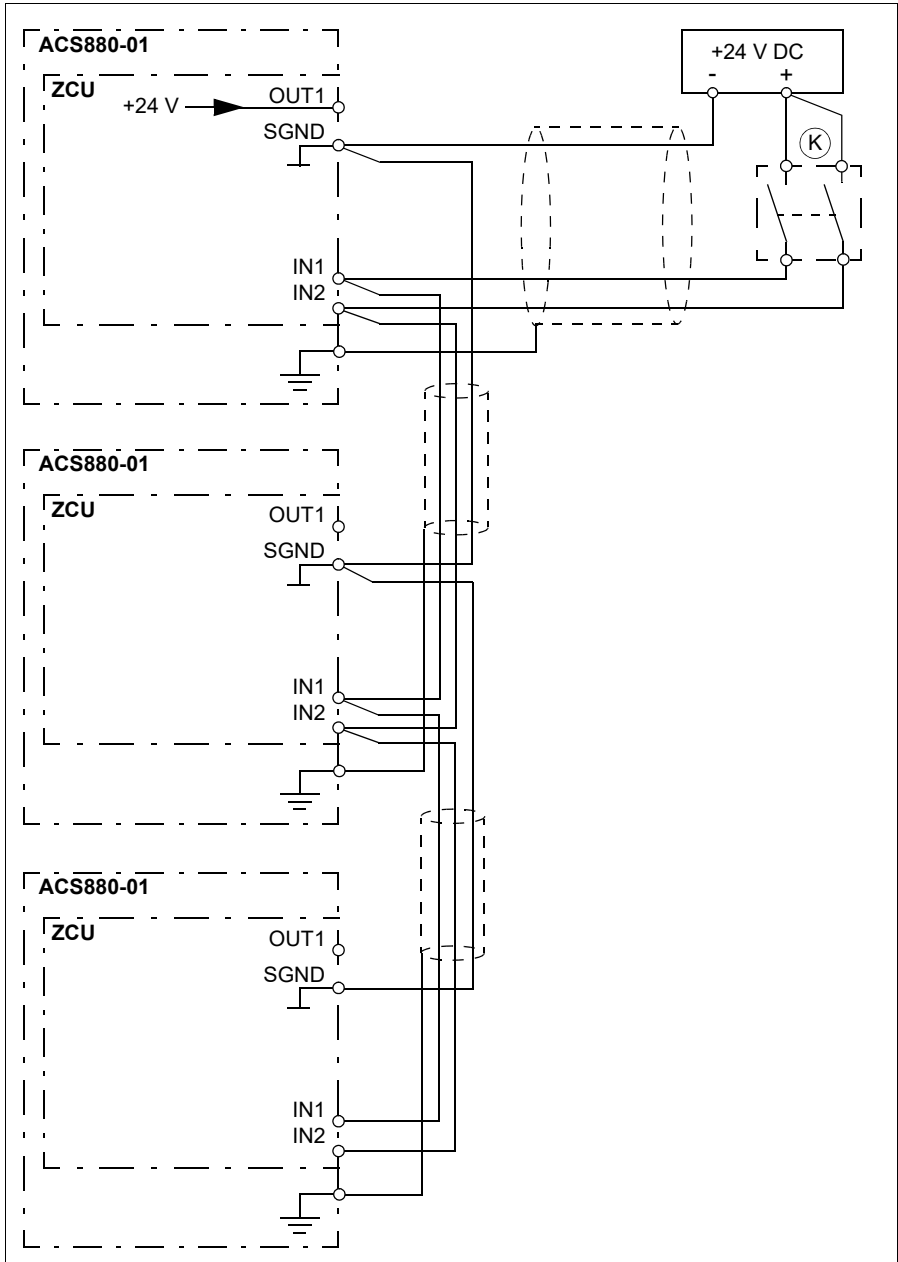 ACS880-01
ZCU
+24 V
OUT1
SGND
IN1
IN2
+24 V DC
- +
K
ACS880-01
ZCU
OUT1
SGND
IN1
IN2
ACS880-01
ZCU
OUT1
SGND
IN1
IN2